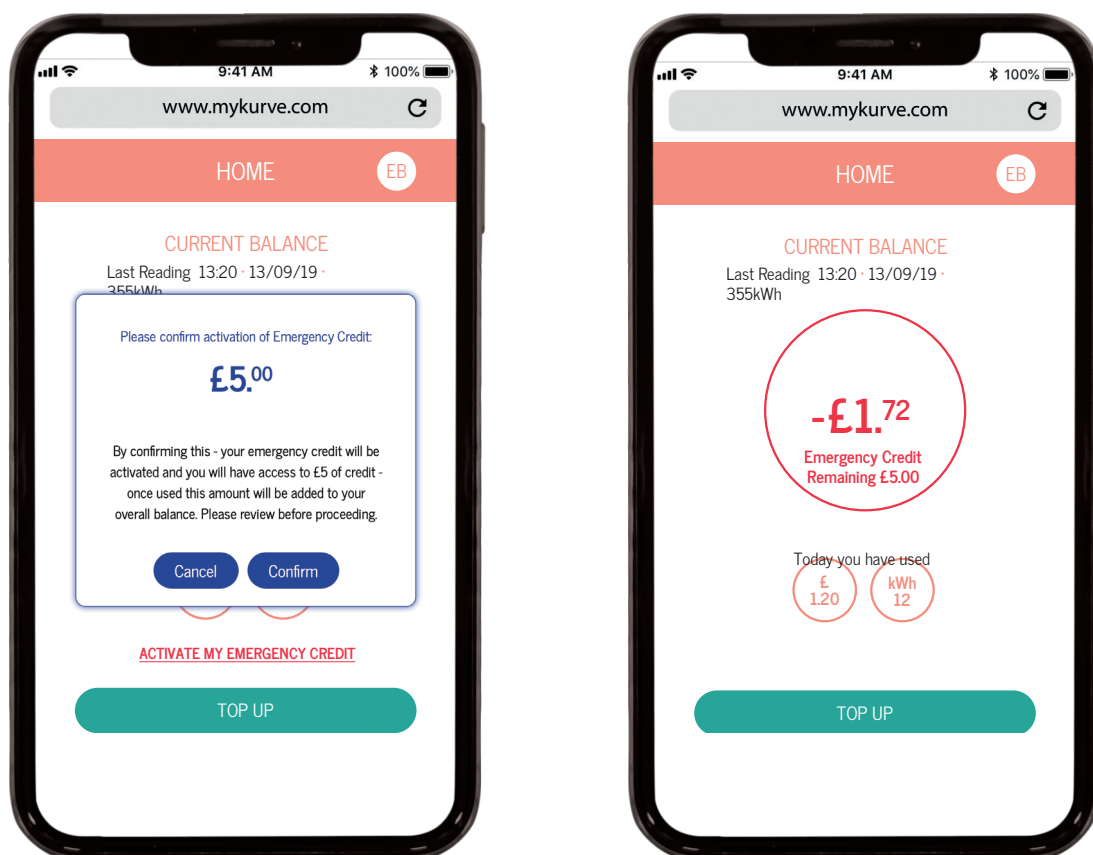 9:41 AM
100%
www.mykurve.com
HOME
EB
CURRENT BALANCE
Last Reading 13:20 · 13/09/19 ·
355kWh
Please confirm activation of Emergency Credit:
£5.00
By confirming this - your emergency credit will be
activated and you will have access to £5 of credit -
once used this amount will be added to your
overall balance. Please review before proceeding.
Cancel Confirm
ACTIVATE MY EMERGENCY CREDIT
TOP UP
9:41 AM
100%
www.mykurve.com
HOME
EB
CURRENT BALANCE
Last Reading 13:20 · 13/09/19 ·
355kWh
-£1.72
Emergency Credit
Remaining £5.00
Today you have used
£
1.20
kWh
12
TOP UP